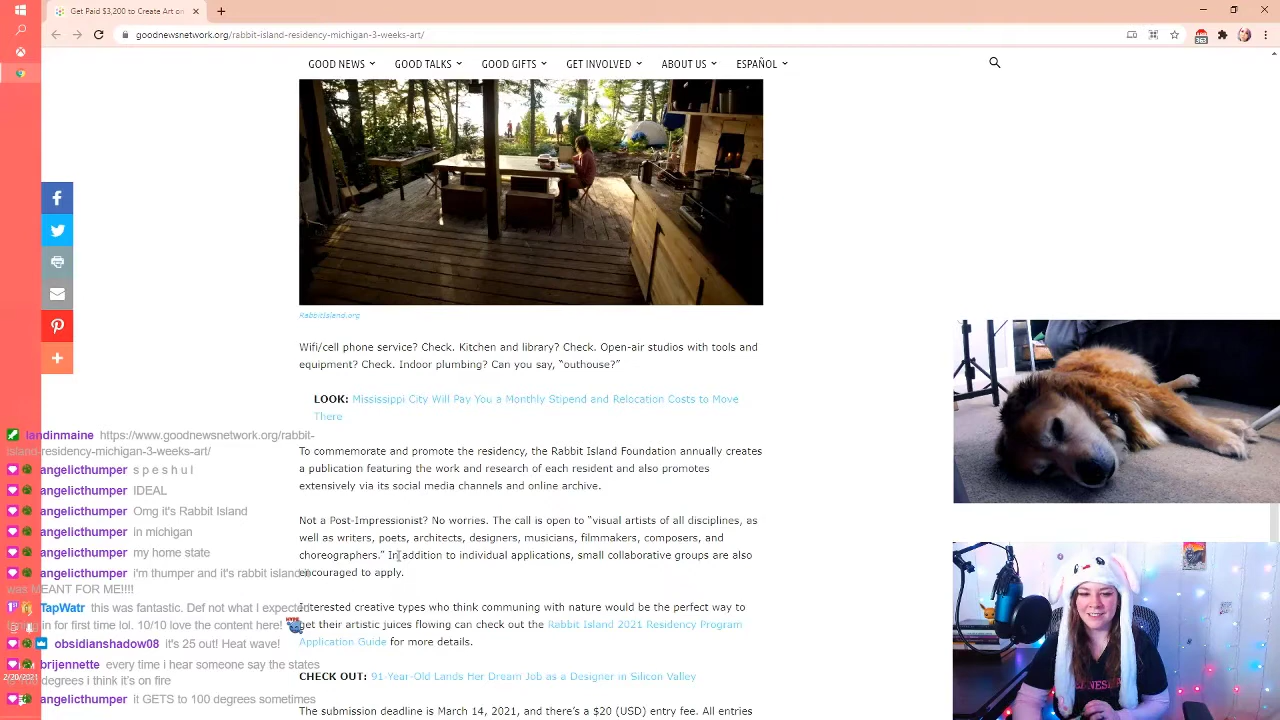 Get Paid $3,200 to Create Art on
goodnewsnetwork.org/rabbit-island-residency-michigan-3-weeks-art/
GOOD NEWS GOOD TALKS GOOD GIFTS GET INVOLVED ABOUT US ESPAÑOL
RabbitIsland.org
Wifi/cell phone service? Check. Kitchen and library? Check. Open-air studios with tools and
equipment? Check. Indoor plumbing? Can you say, “outhouse?”
LOOK: Mississippi City Will Pay You a Monthly Stipend and Relocation Costs to Move
There
To commemorate and promote the residency, the Rabbit Island Foundation annually creates
a publication featuring the work and research of each resident and also promotes
extensively via its social media channels and online archive.
Not a Post-Impressionist? No worries. The call is open to “visual artists of all disciplines, as
well as writers, poets, architects, designers, musicians, filmmakers, composers, and
choreographers.” In addition to individual applications, small collaborative groups are also
encouraged to apply.
Interested creative types who think communing with nature would be the perfect way to
get their artistic juices flowing can check out the Rabbit Island 2021 Residency Program
Application Guide for more details.
CHECK OUT: 91-Year-Old Lands Her Dream Job as a Designer in Silicon Valley
The submission deadline is March 14, 2021, and there’s a $20 (USD) entry fee. All entries
landinmaine https://www.goodnewsnetwork.org/rabbit-
island-residency-michigan-3-weeks-art/
angelicthumper s p e s h u l
angelicthumper IDEAL
angelicthumper Omg it's Rabbit Island
angelicthumper in michigan
angelicthumper my home state
angelicthumper i'm thumper and it's rabbit island it
was MEANT FOR ME!!!!
TapWatr this was fantastic. Def not what I expected
in for first time lol. 10/10 love the content here!
HYPE
obsidianshadow08 It's 25 out! Heat wave!
brijennette every time i hear someone say the states
degrees i think it's on fire
angelicthumper it GETS to 100 degrees sometimes
2/20/2021